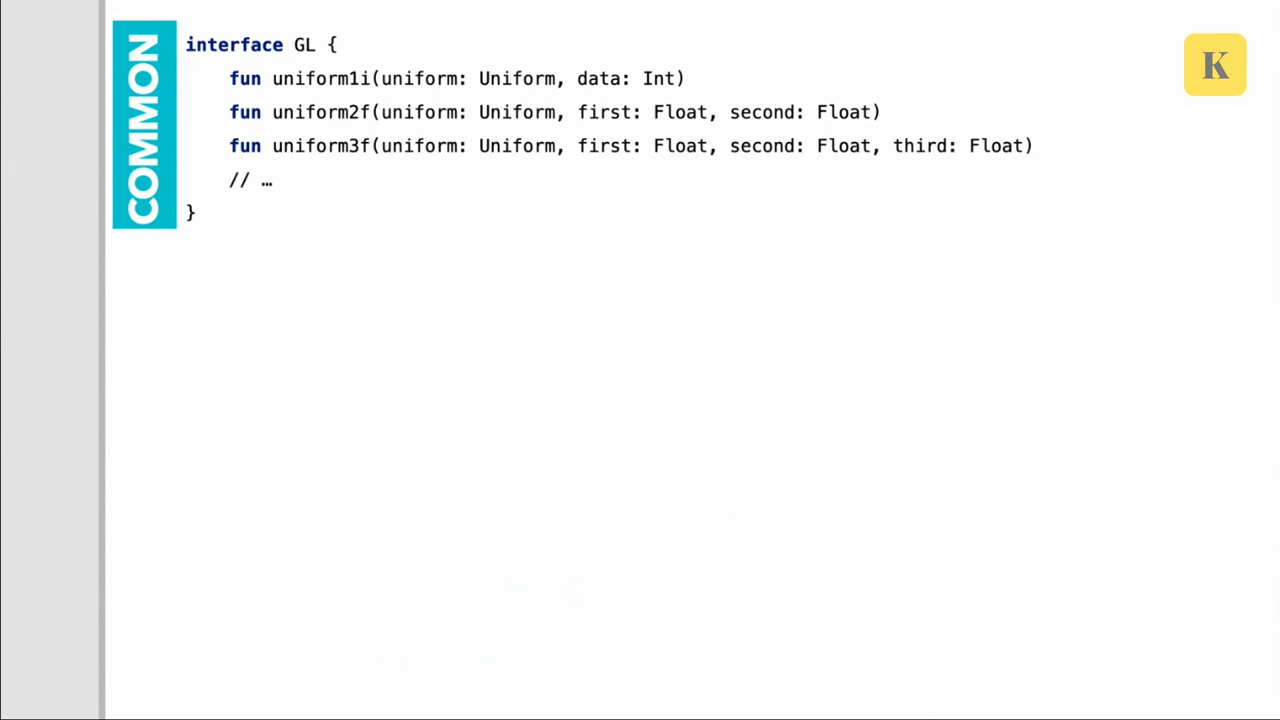 COMMON
interface GL {
fun uniform1i(uniform: Uniform, data: Int)
fun uniform2f(uniform: Uniform, first: Float, second: Float)
fun uniform3f(uniform: Uniform, first: Float, second: Float, third: Float)
// …
}
K